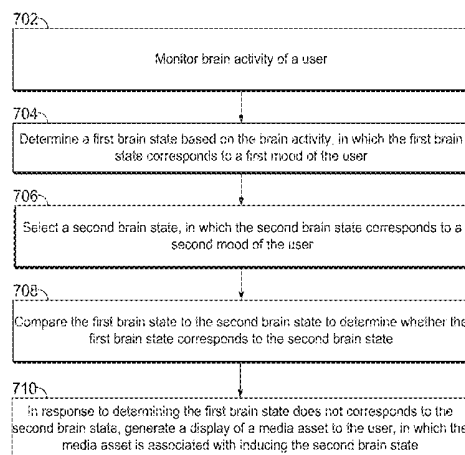 702
Monitor brain activity of a user
704
Determine a first brain state based on the brain activity, in which the first brain
state corresponds to a first mood of the user
706
Select a second brain state, in which the second brain state corresponds to a
second mood of the user
708
Compare the first brain state to the second brain state to determine whether the
first brain state corresponds to the second brain state
710
In response to determining the first brain state does not corresponds to the
second brain state, generate a display of a media asset to the user, in which the
media asset is associated with inducing the second brain state